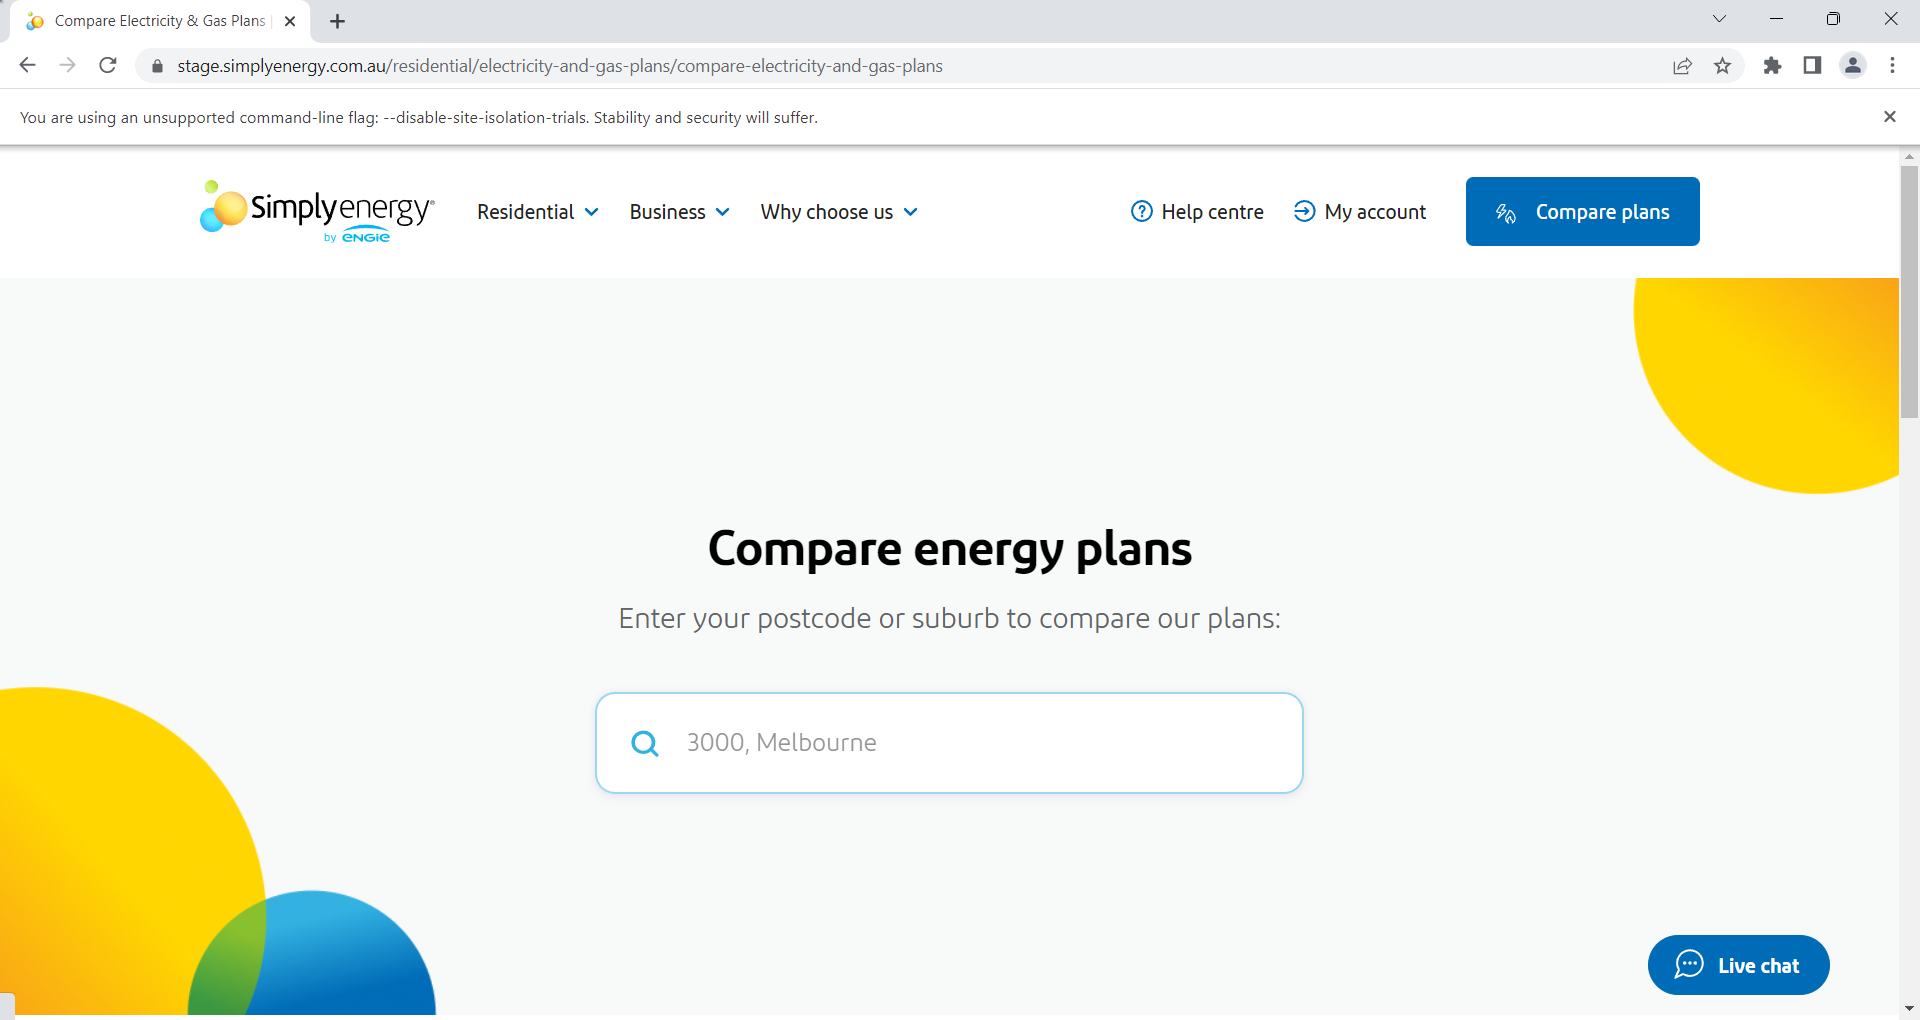 Compare Electricity & Gas Plans
stage.simplyenergy.com.au/residential/electricity-and-gas-plans/compare-electricity-and-gas-plans
You are using an unsupported command-line flag: --disable-site-isolation-trials. Stability and security will suffer.
Simplyenergy®
by ENGIE
Residential
Business
Why choose us
Help centre
My account
Compare plans
Compare energy plans
Enter your postcode or suburb to compare our plans:
3000, Melbourne
Live chat